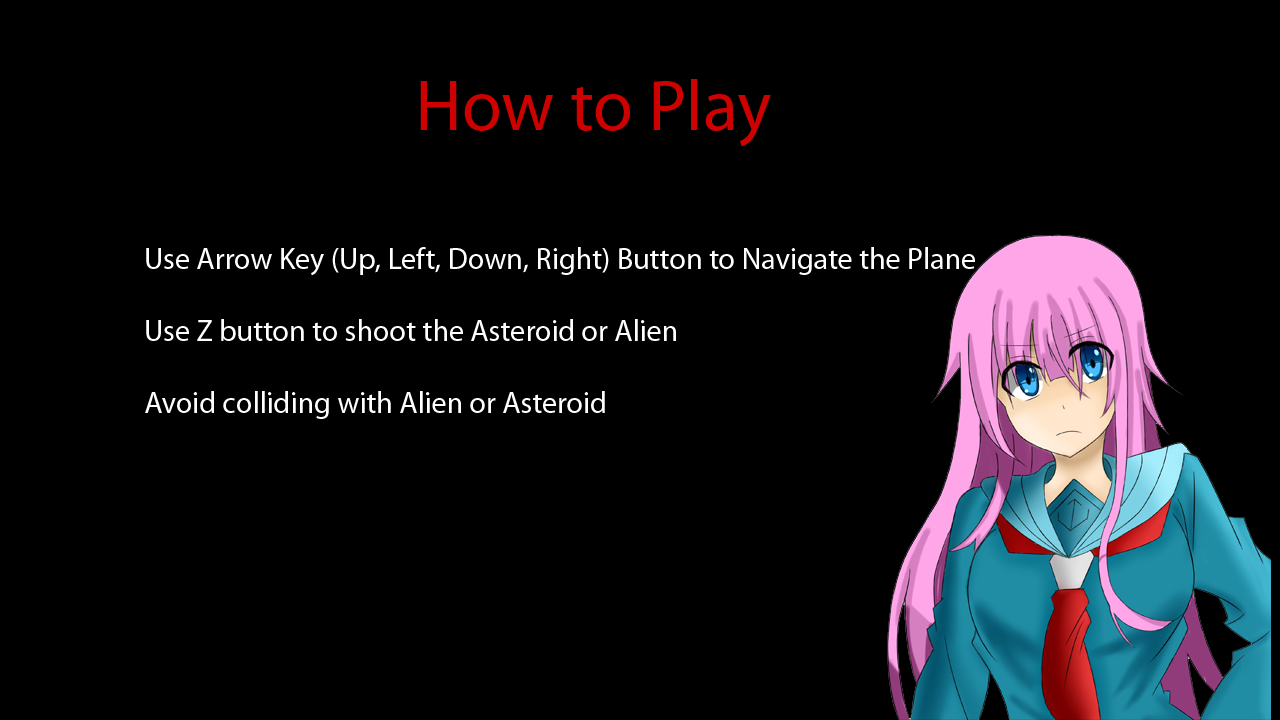 How to Play
Use Arrow Key (Up, Left, Down, Right) Button to Navigate the Plane
Use Z button to shoot the Asteroid or Alien
Avoid colliding with Alien or Asteroid